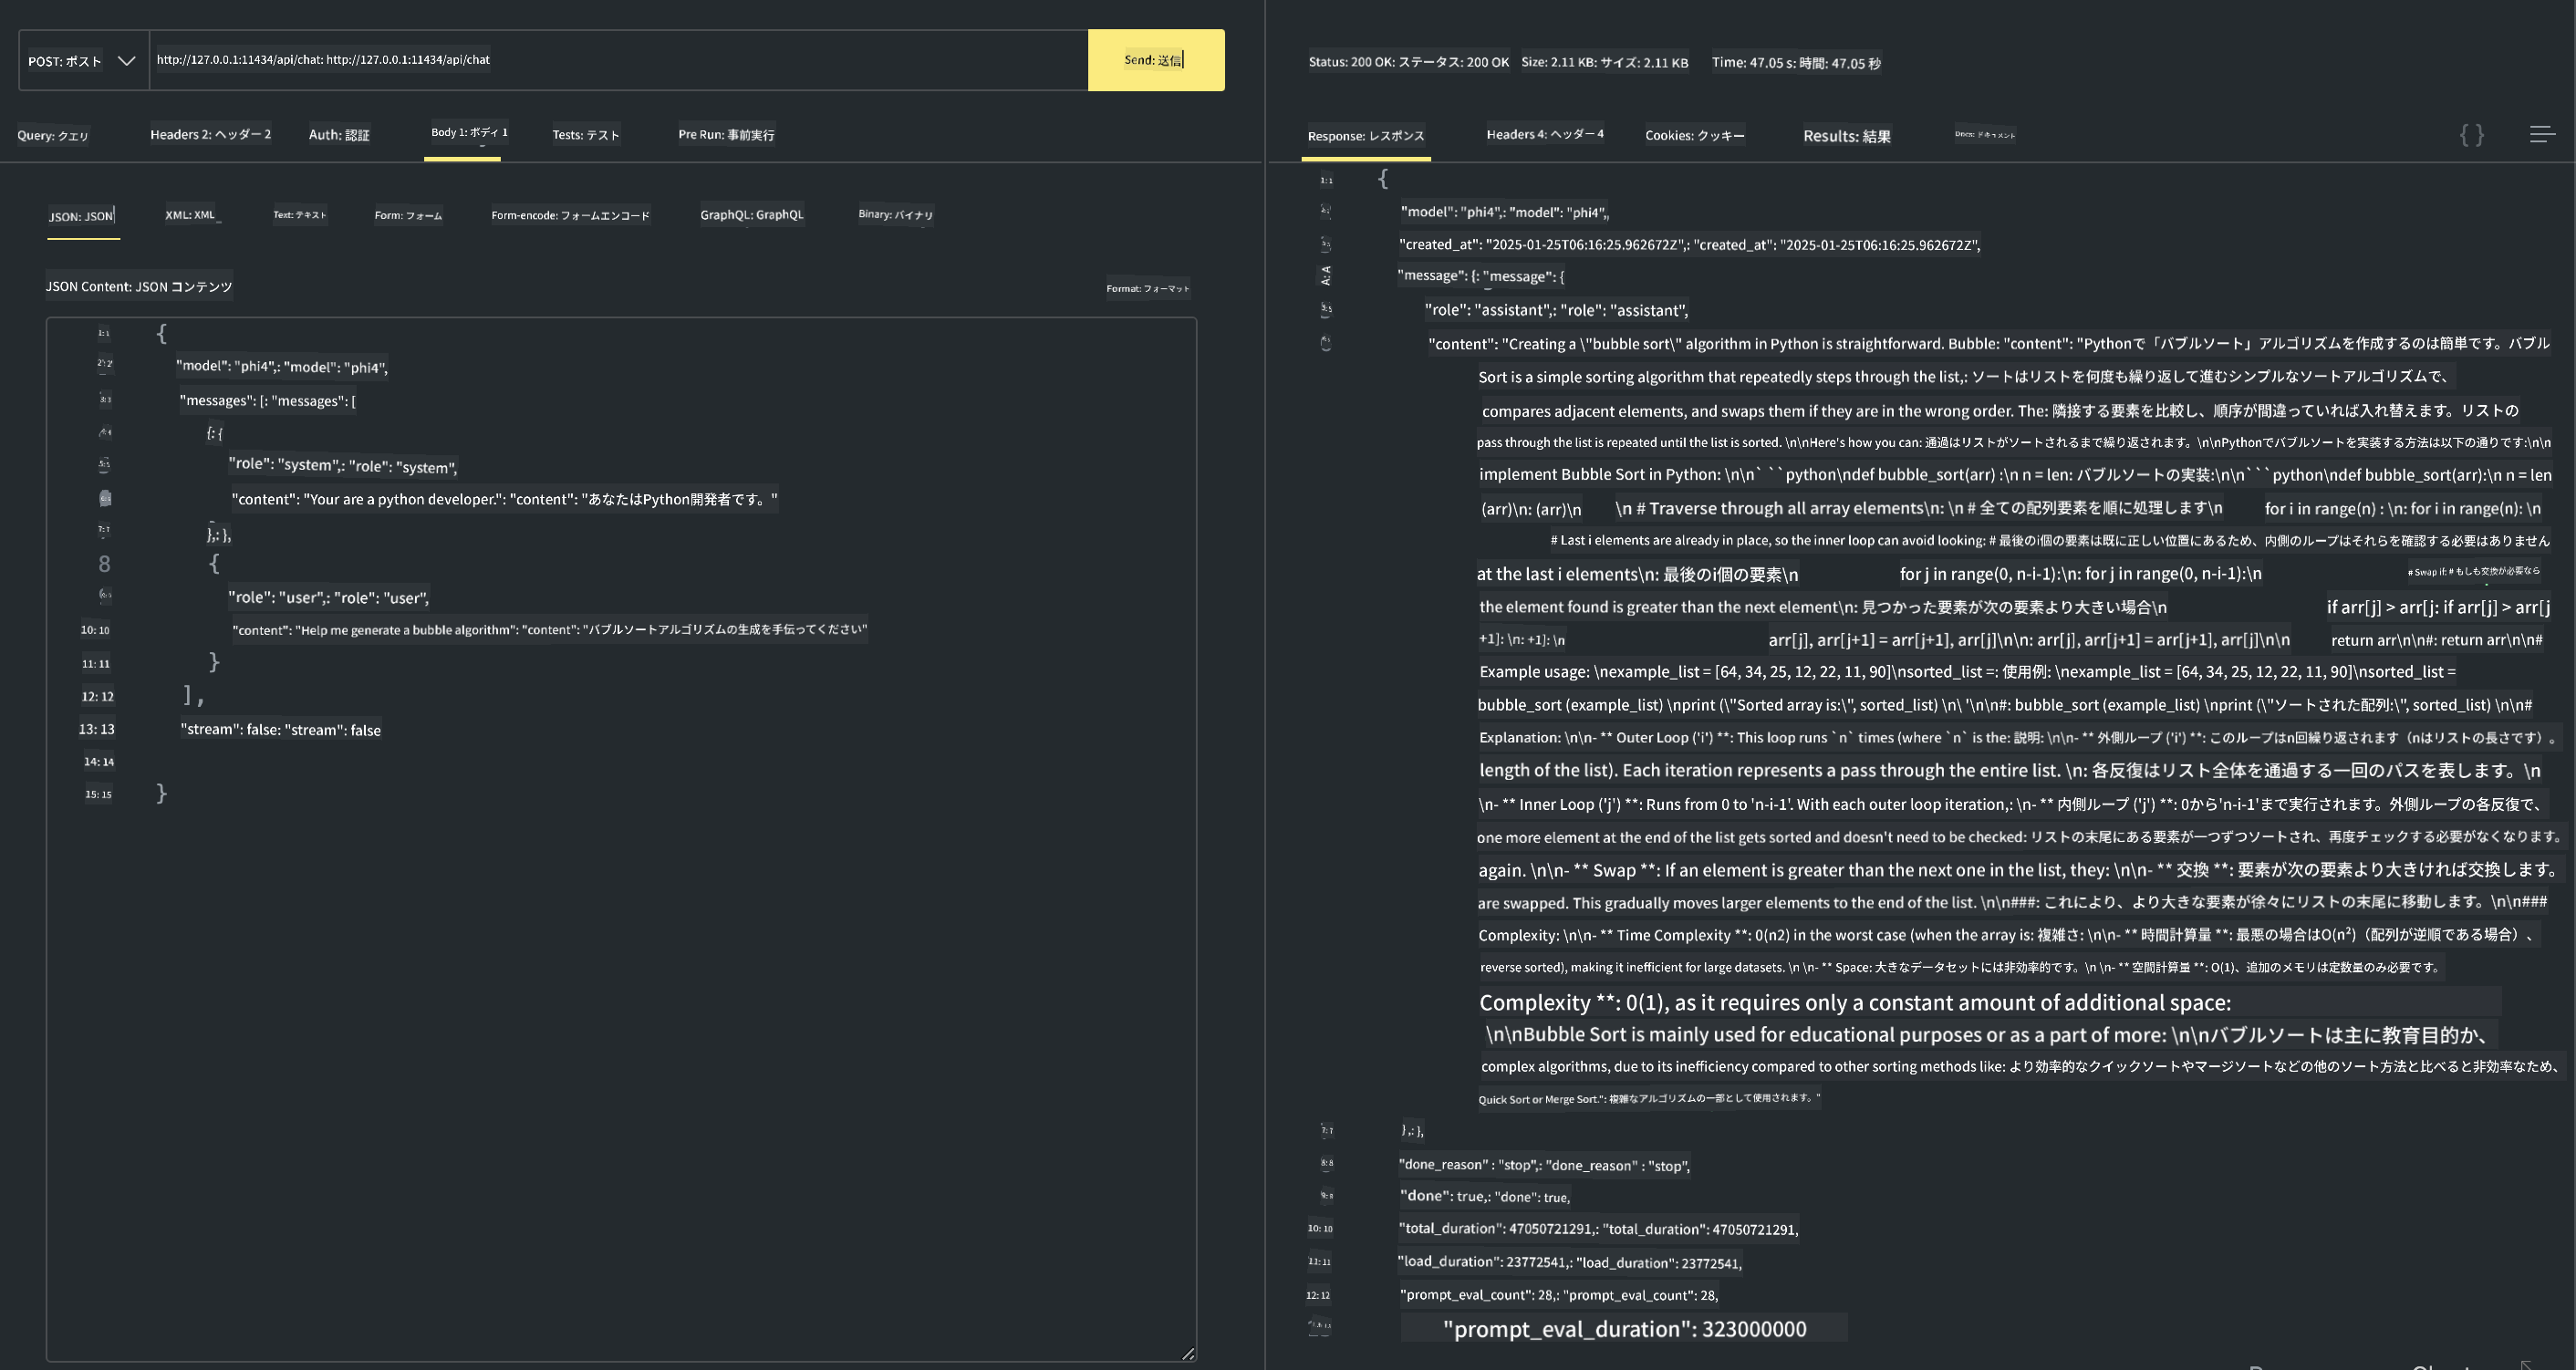 POST: ポスト
http://127.0.0.1:11434/api/chat: http://127.0.0.1:11434/api/chat
Send: 送信
Query: クエリ
Headers 2: ヘッダー 2
Auth: 認証
Body 1: ボディ 1
Tests: テスト
Pre Run: 事前実行
JSON: JSON
XML: XML
Text: テキスト
Form: フォーム
Form-encode: フォームエンコード
GraphQL: GraphQL
Binary: バイナリ
JSON Content: JSON コンテンツ
Format: フォーマット
1: 1 {
2: 2 "model": "phi4",: "model": "phi4",
3: 3 "messages": [: "messages": [
{: {
5: 5 "role": "system",: "role": "system",
"content": "Your are a python developer.": "content": "あなたはPython開発者です。"
7: 7 },: },
8 {
"role": "user",: "role": "user",
10: 10 "content": "Help me generate a bubble algorithm": "content": "バブルソートアルゴリズムの生成を手伝ってください"
11: 11 }
12: 12 ],
13: 13 "stream": false: "stream": false
14: 14
15: 15 }
Status: 200 OK: ステータス: 200 OK Size: 2.11 KB: サイズ: 2.11 KB Time: 47.05 s: 時間: 47.05 秒
Response: レスポンス
Headers 4: ヘッダー 4
Cookies: クッキー
Results: 結果
Docs: ドキュメント
{ }
1: 1 {
"model": "phi4",: "model": "phi4",,
"created_at": "2025-01-25T06:16:25.962672Z",: "created_at": "2025-01-25T06:16:25.962672Z",
A: A "message": {: "message": {
"role": "assistant",: "role": "assistant",
"content": "Creating a \"bubble sort\" algorithm in Python is straightforward. Bubble: "content": "Pythonで「バブルソート」アルゴリズムを作成するのは簡単です。バブル
Sort is a simple sorting algorithm that repeatedly steps through the list,: ソートはリストを何度も繰り返して進むシンプルなソートアルゴリズムで、
compares adjacent elements, and swaps them if they are in the wrong order. The: 隣接する要素を比較し、順序が間違っていれば入れ替えます。リストの
pass through the list is repeated until the list is sorted. \n\nHere's how you can: 通過はリストがソートされるまで繰り返されます。\n\nPythonでバブルソートを実装する方法は以下の通りです:\n\n
implement Bubble Sort in Python: \n\n` ``python\ndef bubble_sort(arr) :\n n = len: バブルソートの実装:\n\n```python\ndef bubble_sort(arr):\n n = len
(arr)\n: (arr)\n \n # Traverse through all array elements\n: \n # 全ての配列要素を順に処理します\n for i in range(n) : \n: for i in range(n): \n
# Last i elements are already in place, so the inner loop can avoid looking: # 最後のi個の要素は既に正しい位置にあるため、内側のループはそれらを確認する必要はありません
at the last i elements\n: 最後のi個の要素\n for j in range(0, n-i-1):\n: for j in range(0, n-i-1):\n # Swap if: # もしも交換が必要なら
the element found is greater than the next element\n: 見つかった要素が次の要素より大きい場合\n if arr[j] > arr[j: if arr[j] > arr[j
+1]: \n: +1]: \n arr[j], arr[j+1] = arr[j+1], arr[j]\n\n: arr[j], arr[j+1] = arr[j+1], arr[j]\n\n return arr\n\n#: return arr\n\n#
Example usage: \nexample_list = [64, 34, 25, 12, 22, 11, 90]\nsorted_list =: 使用例: \nexample_list = [64, 34, 25, 12, 22, 11, 90]\nsorted_list =
bubble_sort (example_list) \nprint (\"Sorted array is:\", sorted_list) \n\ '\n\n#: bubble_sort (example_list) \nprint (\"ソートされた配列:\", sorted_list) \n\n#
Explanation: \n\n- ** Outer Loop ('i') **: This loop runs `n` times (where `n` is the: 説明: \n\n- ** 外側ループ ('i') **: このループはn回繰り返されます（nはリストの長さです）。
length of the list). Each iteration represents a pass through the entire list. \n: 各反復はリスト全体を通過する一回のパスを表します。\n
\n- ** Inner Loop ('j') **: Runs from 0 to 'n-i-1'. With each outer loop iteration,: \n- ** 内側ループ ('j') **: 0から'n-i-1'まで実行されます。外側ループの各反復で、
one more element at the end of the list gets sorted and doesn't need to be checked: リストの末尾にある要素が一つずつソートされ、再度チェックする必要がなくなります。
again. \n\n- ** Swap **: If an element is greater than the next one in the list, they: \n\n- ** 交換 **: 要素が次の要素より大きければ交換します。
are swapped. This gradually moves larger elements to the end of the list. \n\n###: これにより、より大きな要素が徐々にリストの末尾に移動します。\n\n###
Complexity: \n\n- ** Time Complexity **: 0(n2) in the worst case (when the array is: 複雑さ: \n\n- ** 時間計算量 **: 最悪の場合はO(n²)（配列が逆順である場合）、
reverse sorted), making it inefficient for large datasets. \n \n- ** Space: 大きなデータセットには非効率的です。\n \n- ** 空間計算量 **: O(1)、追加のメモリは定数量のみ必要です。
Complexity **: 0(1), as it requires only a constant amount of additional space:
\n\nBubble Sort is mainly used for educational purposes or as a part of more: \n\nバブルソートは主に教育目的か、
complex algorithms, due to its inefficiency compared to other sorting methods like: より効率的なクイックソートやマージソートなどの他のソート方法と比べると非効率なため、
Quick Sort or Merge Sort.": 複雑なアルゴリズムの一部として使用されます。"
7: 7 },: },
8: 8 "done_reason" : "stop",: "done_reason" : "stop",
9: 9 "done": true,: "done": true,
10: 10 "total_duration": 47050721291,: "total_duration": 47050721291,
11: 11 "load_duration": 23772541,: "load_duration": 23772541,
12: 12 "prompt_eval_count": 28,: "prompt_eval_count": 28,
"prompt_eval_duration": 323000000